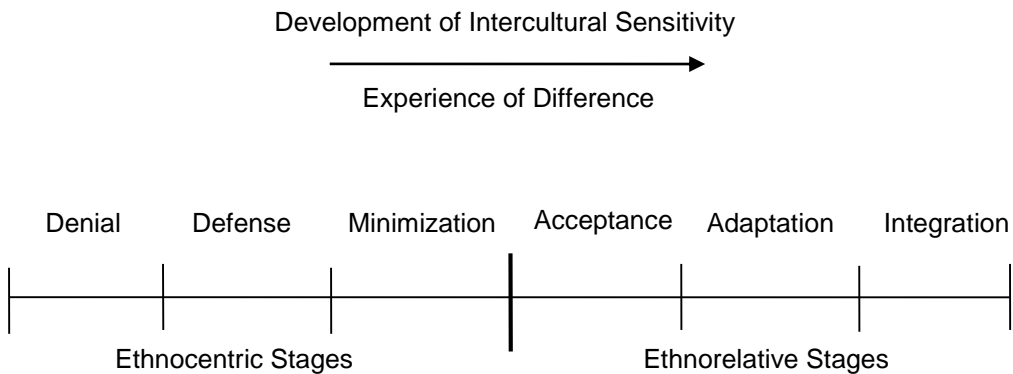 Development of Intercultural Sensitivity
Experience of Difference
Denial Defense Minimization Acceptance Adaptation Integration
Ethnocentric Stages Ethnorelative Stages